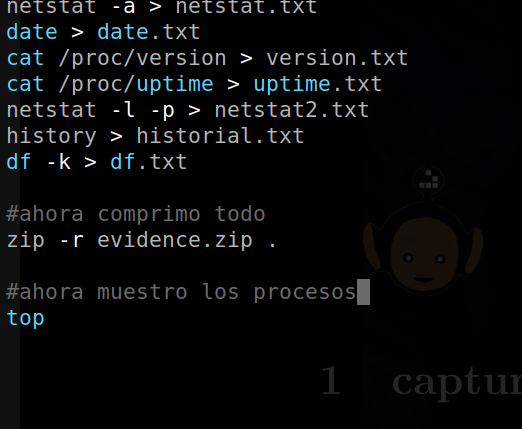 netstat -a > netstat.txt
date > date.txt
cat /proc/version > version.txt
cat /proc/uptime > uptime.txt
netstat -l -p > netstat2.txt
history > historial.txt
df -k > df.txt
#ahora comprimo todo
zip -r evidence.zip .
#ahora muestro los procesos
top
1 captur